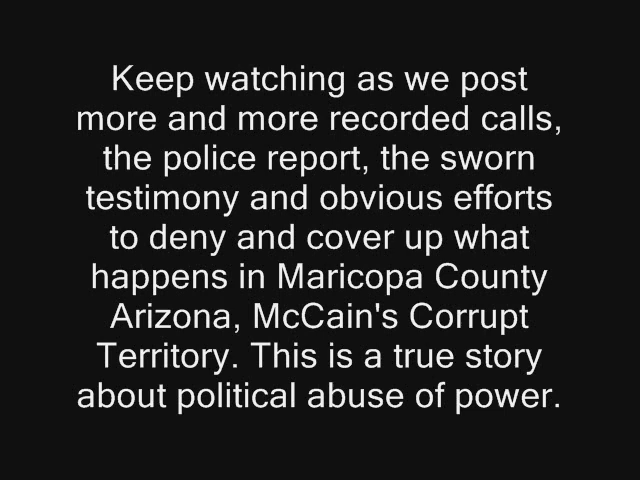 Keep watching as we post
more and more recorded calls,
the police report, the sworn
testimony and obvious efforts
to deny and cover up what
happens in Maricopa County
Arizona, McCain's Corrupt
Territory. This is a true story
about political abuse of power.